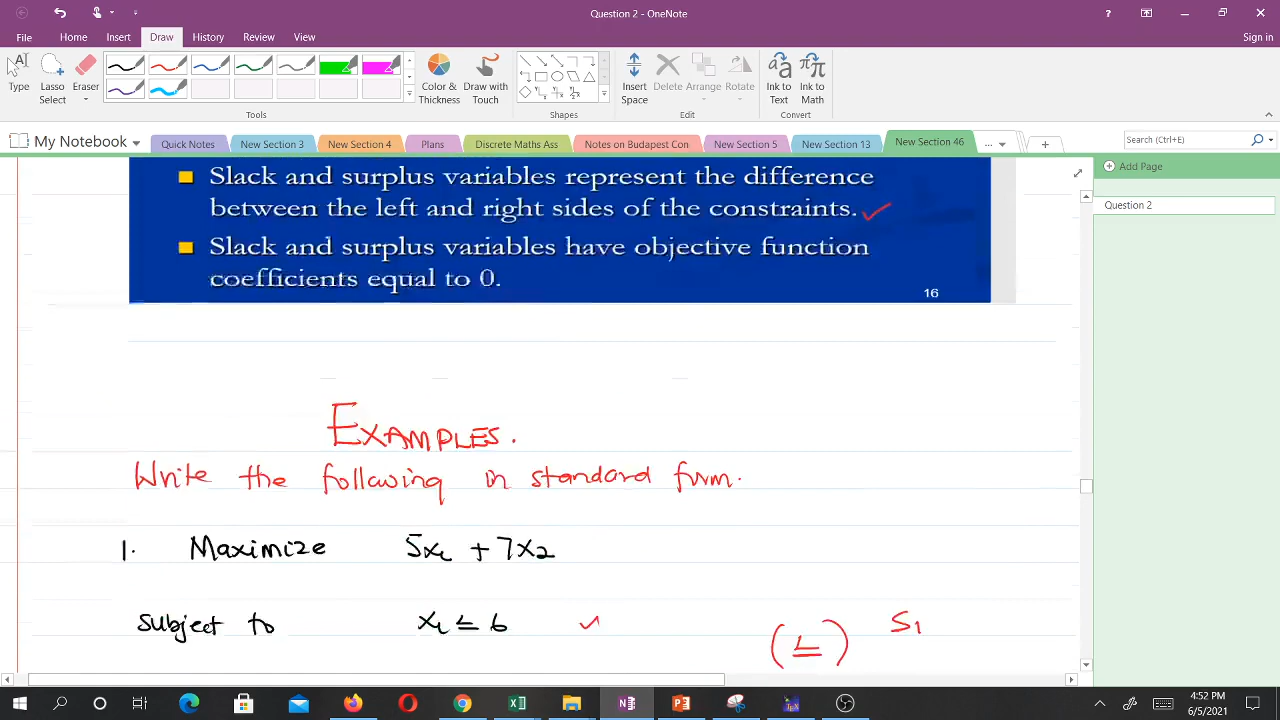 Question 2 - OneNote
Sign in
File Home Insert Draw History Review View
Type
Lasso Select
Eraser
Color & Thickness
Draw with Touch
Insert Space
Delete
Arrange
Rotate
Ink to Text
Ink to Math
Tools
Shapes
Edit
Convert
My Notebook
Quick Notes
New Section 3
New Section 4
Plans
Discrete Maths Ass
Notes on Budapest Con
New Section 5
New Section 13
New Section 46
...
Search (Ctrl+E)
Add Page
Question 2
Slack and surplus variables represent the difference
between the left and right sides of the constraints.
Slack and surplus variables have objective function
coefficients equal to 0.
16
EXAMPLES.
Write the following in standard form.
1. Maximize 5x₁ + 7x₂
subject to x₁ ≤ 6 (≤) S₁
4:52 PM
6/5/2021